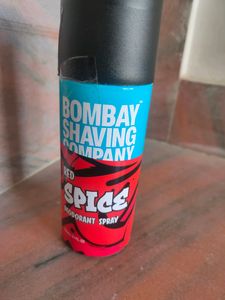 BOMBAY
SHAVING
COMPANY
RED
SPICE
DEODORANT SPRAY